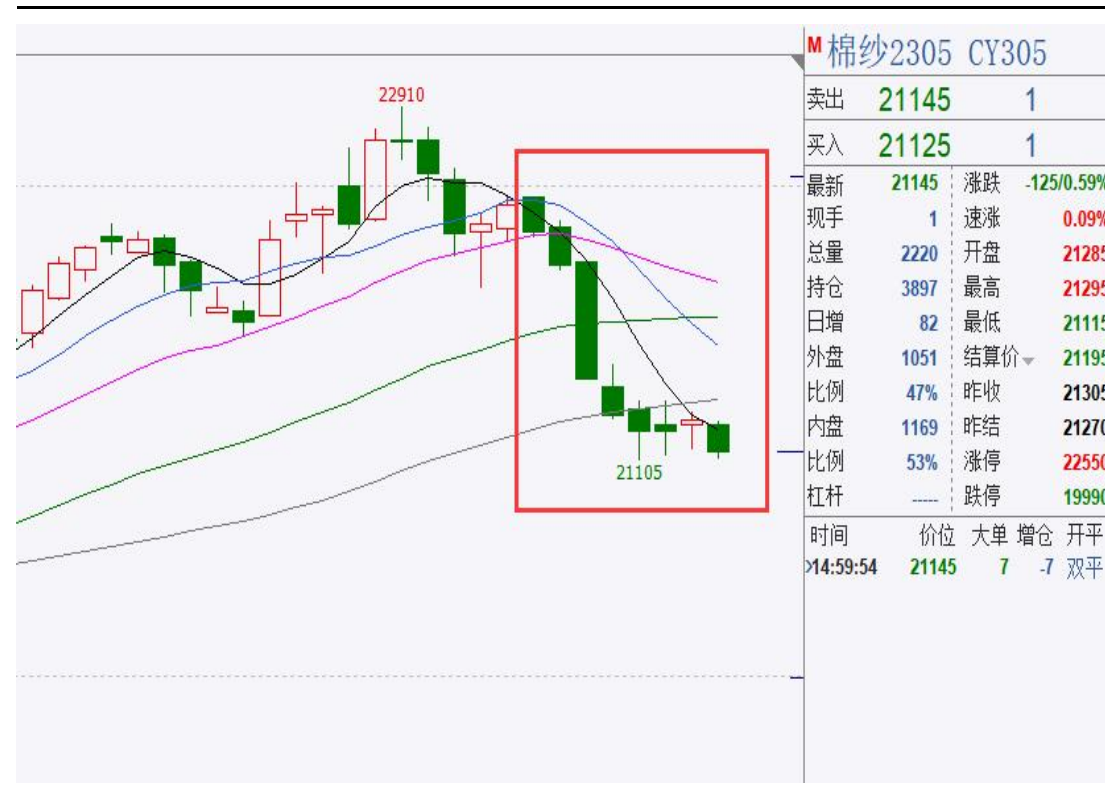 22910
21105
M 棉纱2305 CY305
卖出 21145 1
买入 21125 1
最新 21145 涨跌 -125/0.59%
现手 1 速涨 0.09%
总量 2220 开盘 21285
持仓 3897 最高 21295
日增 82 最低 21115
外盘 1051 结算价 21195
比例 47% 昨收 21305
内盘 1169 昨结 21270
比例 53% 涨停 22550
杠杆 ----- 跌停 19990
时间 价位 大单 增仓 开平
14:59:54 21145 7 -7 双平